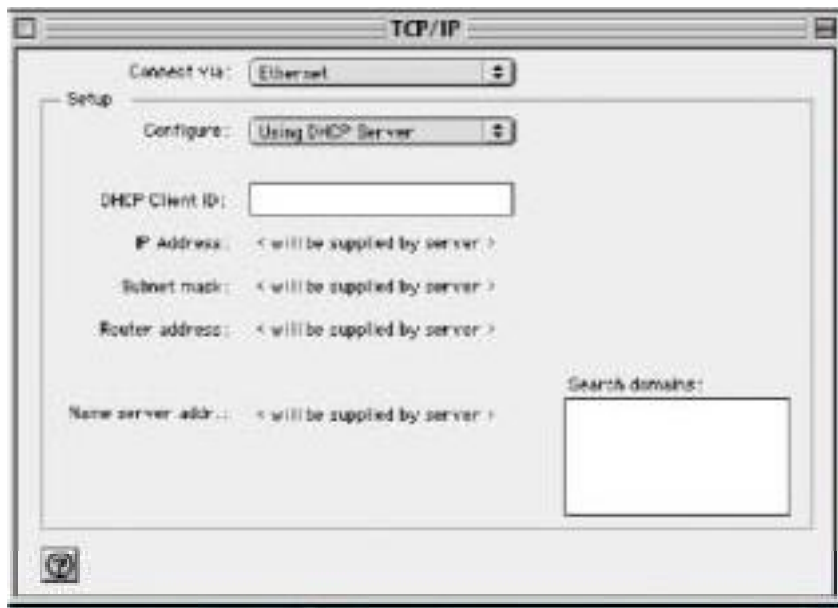 TCP/IP
Connect via: Ethernet
Setup
Configure: Using DHCP Server
DHCP Client ID:
IP Address: < will be supplied by server >
Subnet mask: < will be supplied by server >
Router address: < will be supplied by server >
Search domains:
Name server addr.: < will be supplied by server >
?